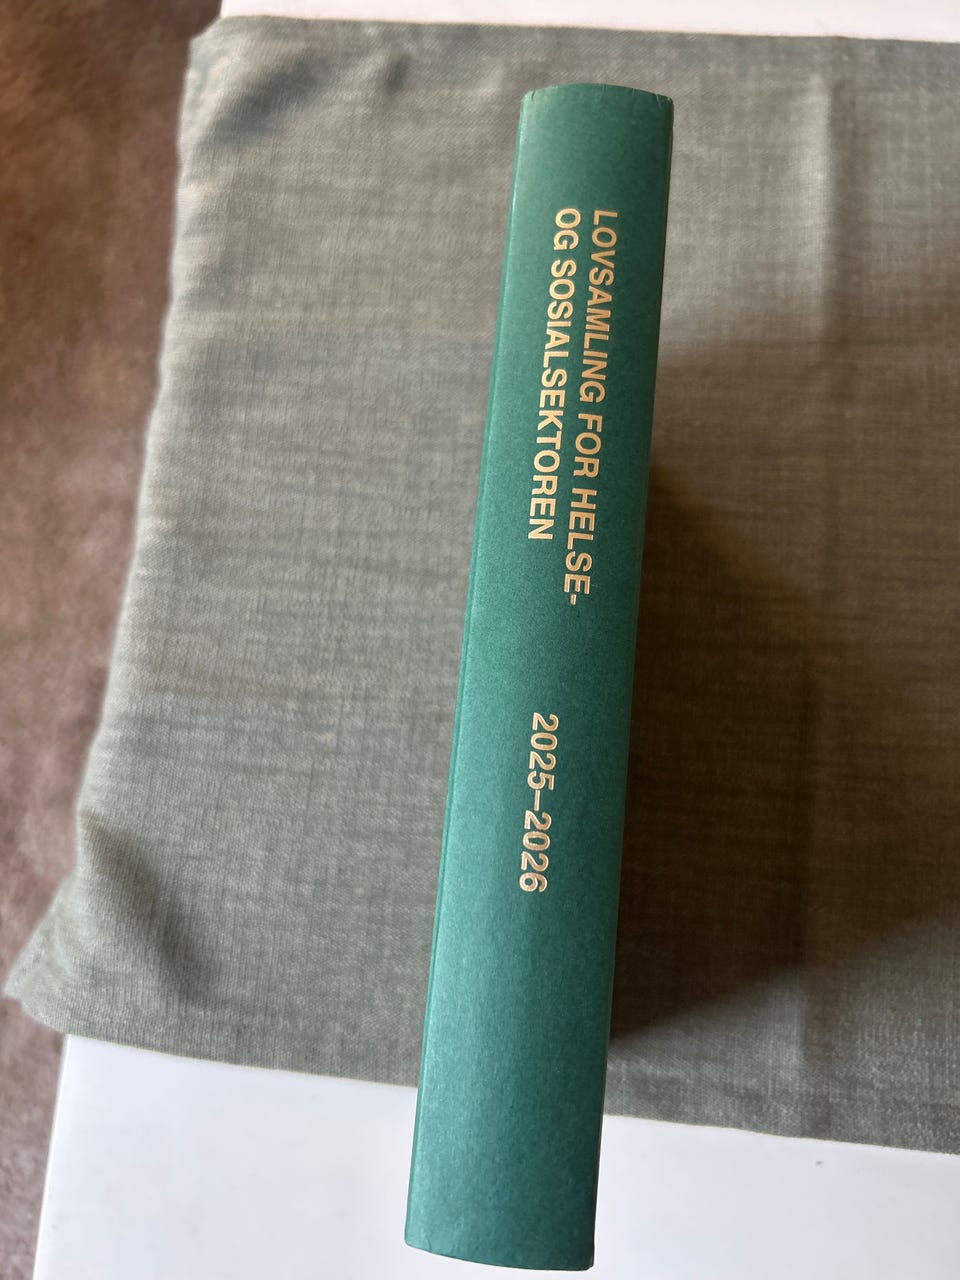 LOVSAMLING FOR HELSE-
OG SOSIALSEKTOREN
2025–2026